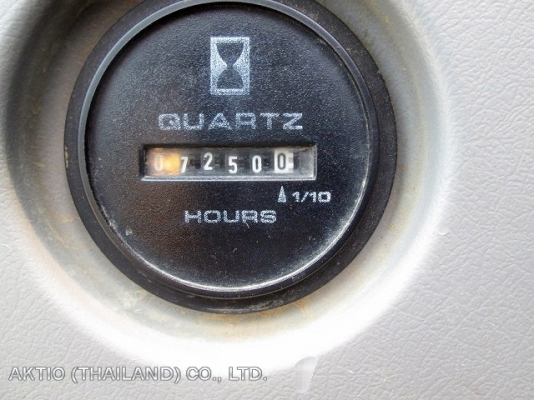 QUARTZ
072500
1/10
HOURS
AKTIO (THAILAND) CO., LTD.